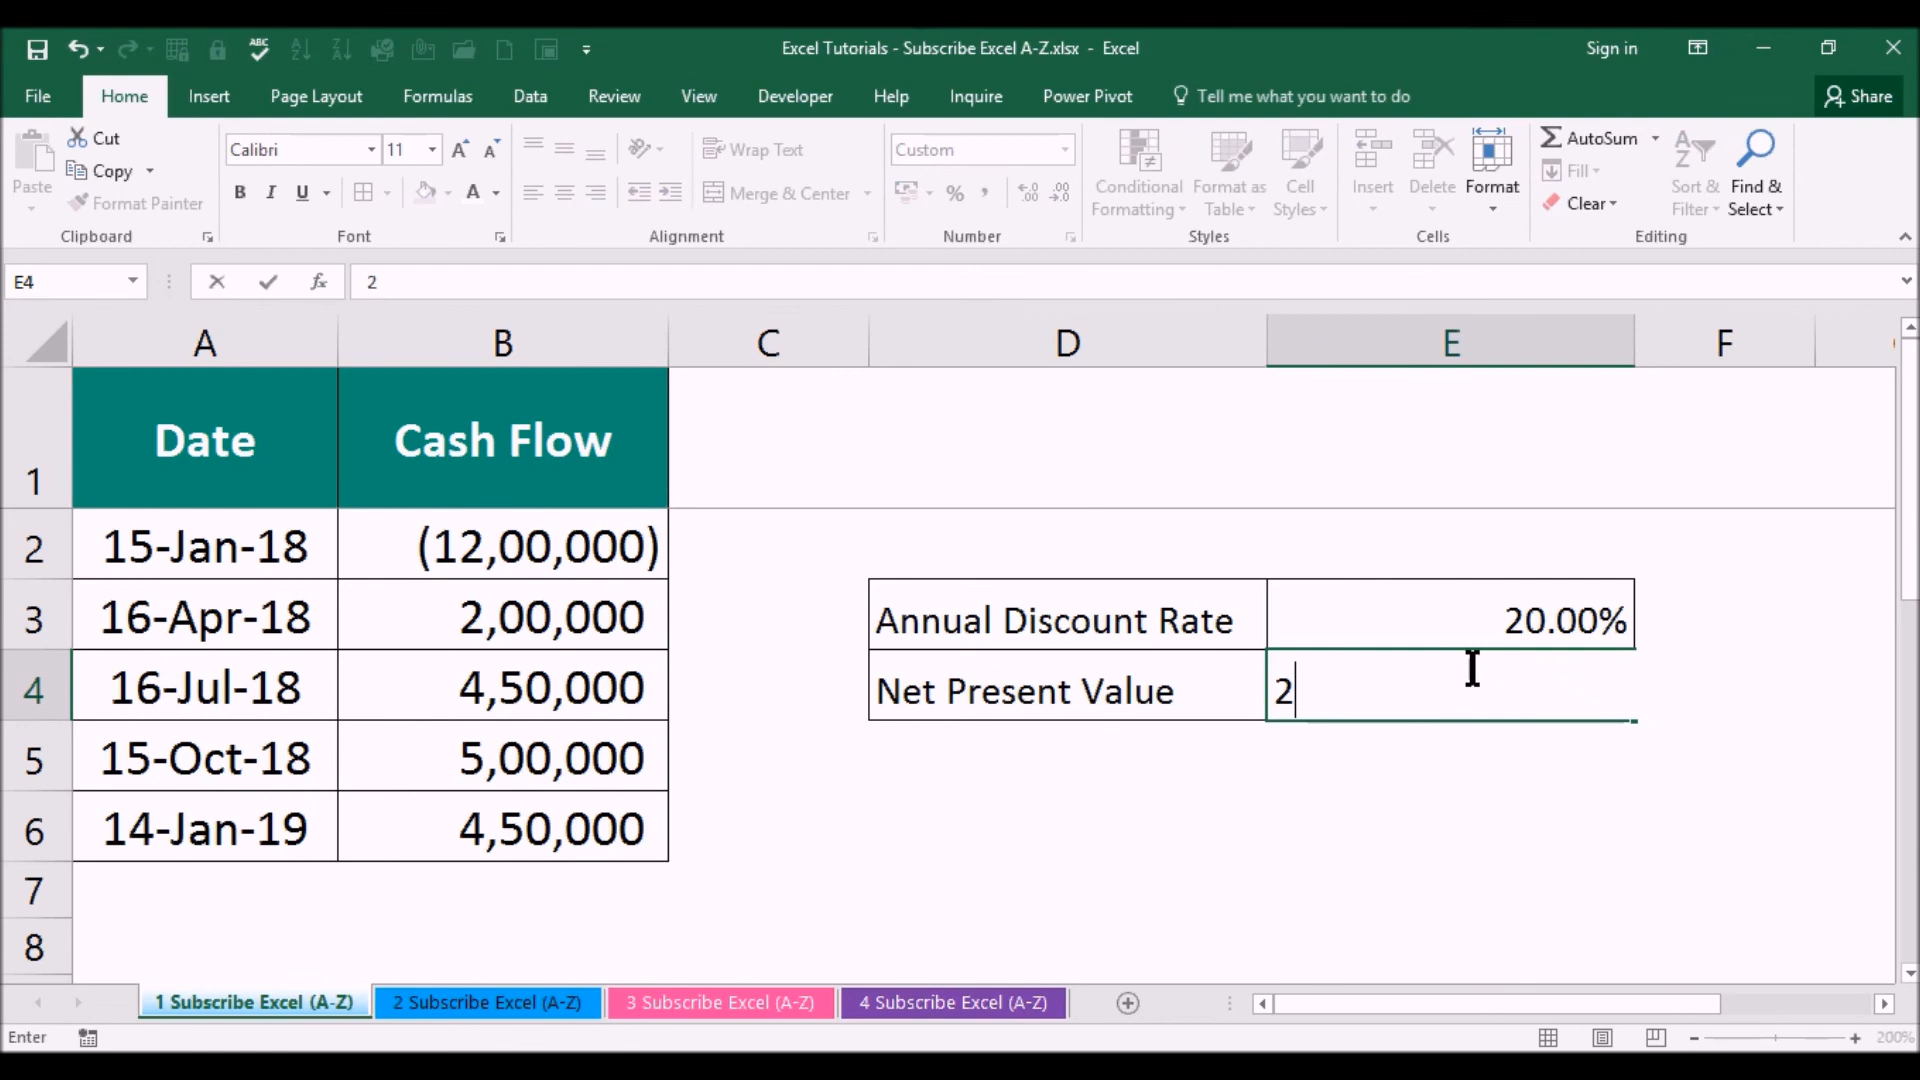 Excel Tutorials - Subscribe Excel A-Z.xlsx - Excel
Sign in
File Home Insert Page Layout Formulas Data Review View Developer Help Inquire Power Pivot Tell me what you want to do Share
Paste
Cut
Copy
Format Painter
Clipboard
Calibri 11
B I U
Font
Wrap Text
Merge & Center
Alignment
Custom
Number
Conditional Formatting
Format as Table
Cell Styles
Styles
Insert Delete Format
Cells
AutoSum
Fill
Clear
Sort & Filter
Find & Select
Editing
E4 fx 2
A B C D E F
1 Date Cash Flow
2 15-Jan-18 (12,00,000)
3 16-Apr-18 2,00,000 Annual Discount Rate 20.00%
4 16-Jul-18 4,50,000 Net Present Value 2
5 15-Oct-18 5,00,000
6 14-Jan-19 4,50,000
7
8
1 Subscribe Excel (A-Z) 2 Subscribe Excel (A-Z) 3 Subscribe Excel (A-Z) 4 Subscribe Excel (A-Z)
Enter 200%